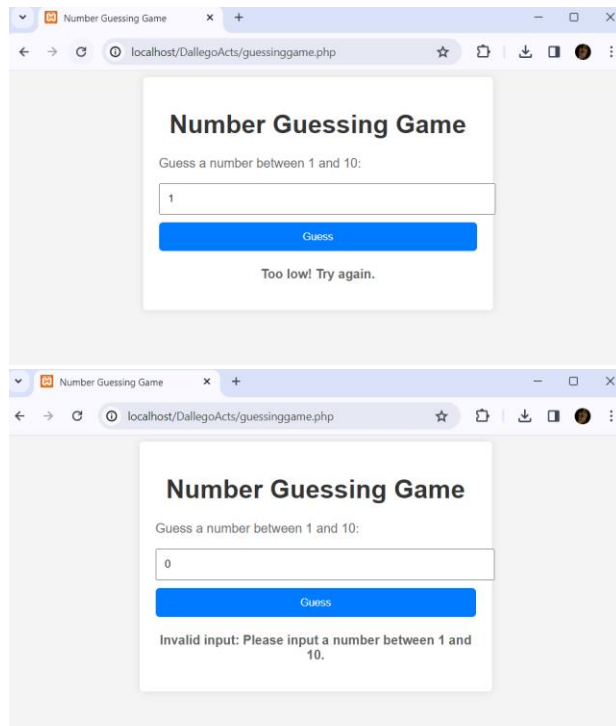 Number Guessing Game
localhost/DallegoActs/guessinggame.php
Number Guessing Game
Guess a number between 1 and 10:
1
Guess
Too low! Try again.
Number Guessing Game
localhost/DallegoActs/guessinggame.php
Number Guessing Game
Guess a number between 1 and 10:
0
Guess
Invalid input: Please input a number between 1 and
10.